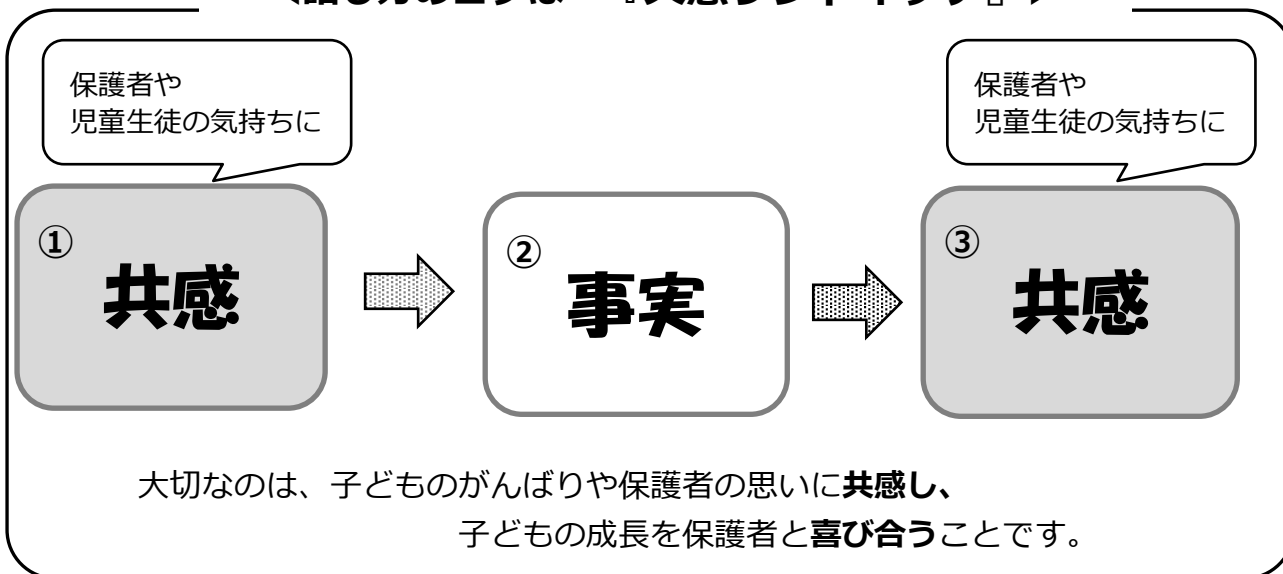 保護者や
児童生徒の気持ちに
保護者や
児童生徒の気持ちに
①
共感
②
事実
③
共感
大切なのは、子どものがんばりや保護者の思いに共感し、
子どもの成長を保護者と喜び合うことです。